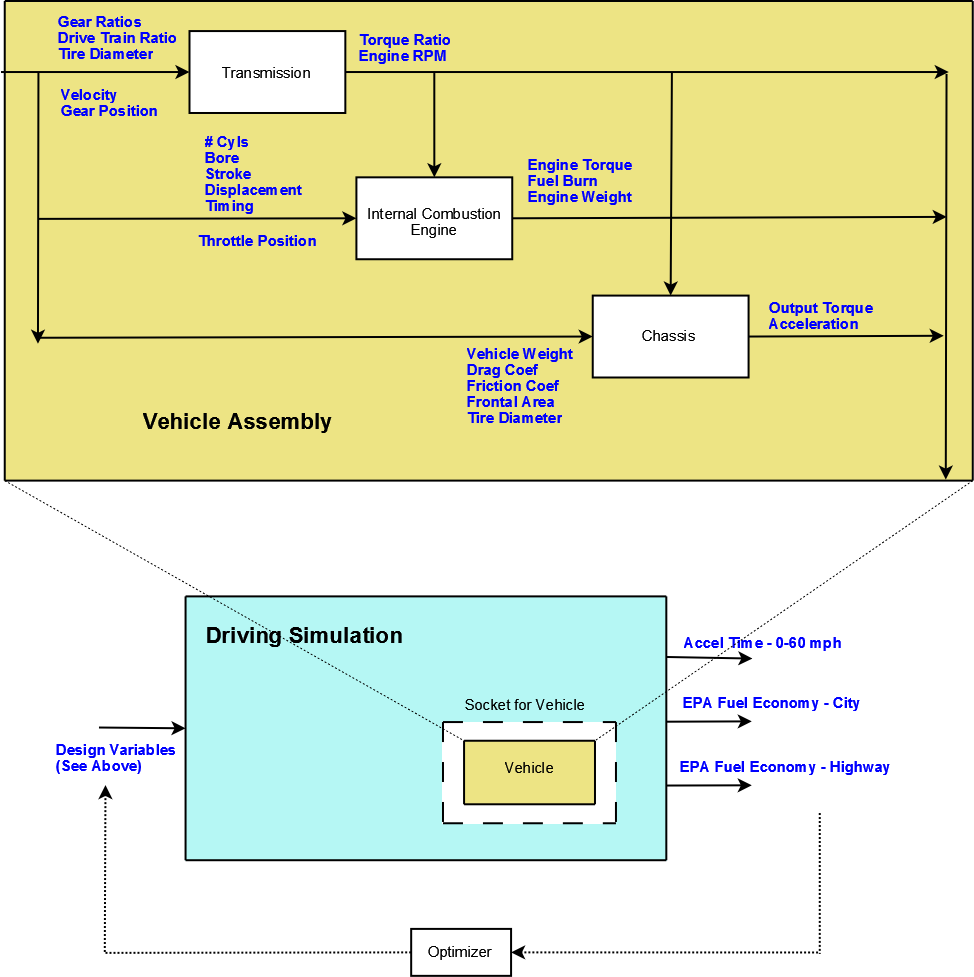 Gear Ratios
Drive Train Ratio
Tire Diameter
Velocity
Gear Position
Transmission
Torque Ratio
Engine RPM
# Cyls
Bore
Stroke
Displacement
Timing
Throttle Position
Internal Combustion
Engine
Engine Torque
Fuel Burn
Engine Weight
Chassis
Output Torque
Acceleration
Vehicle Weight
Drag Coef
Friction Coef
Frontal Area
Tire Diameter
Vehicle Assembly
Driving Simulation
Socket for Vehicle
Vehicle
Accel Time - 0-60 mph
EPA Fuel Economy - City
EPA Fuel Economy - Highway
Design Variables
(See Above)
Optimizer